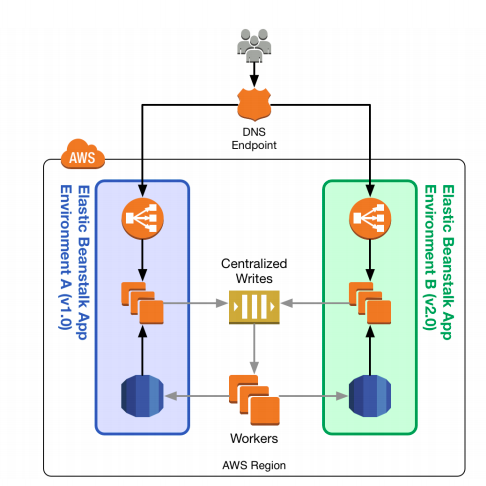 DNS
Endpoint
AWS
Elastic Beanstalk App
Environment A (v1.0)
Elastic Beanstalk App
Environment B (v2.0)
Centralized
Writes
Workers
AWS Region